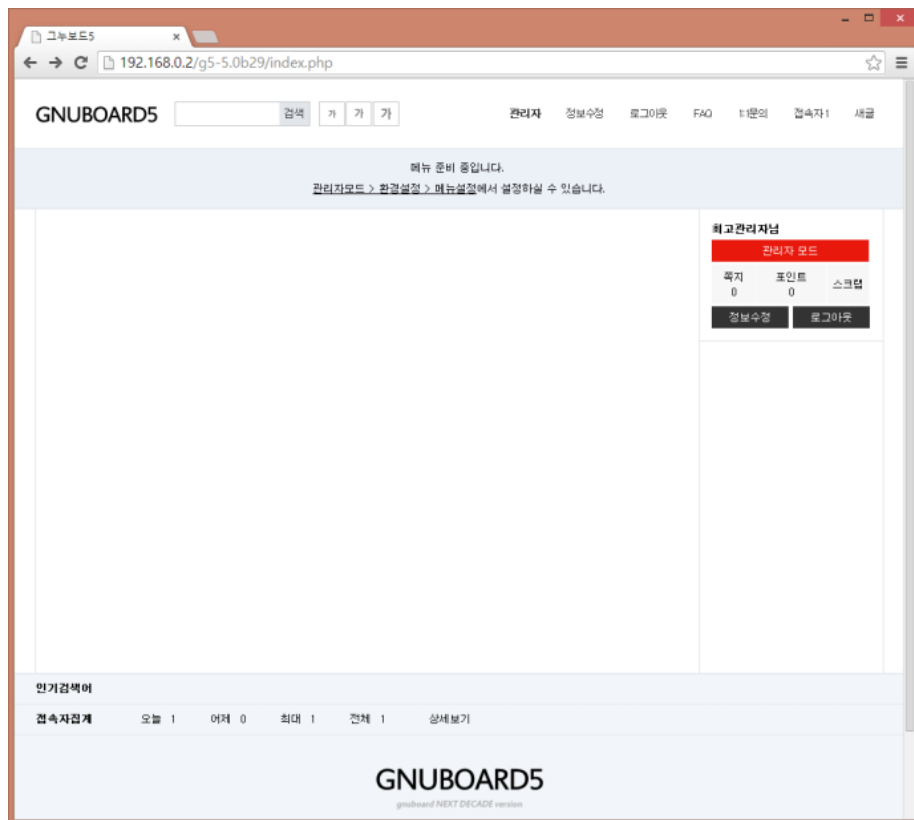 그누보드5
192.168.0.2/g5-5.0b29/index.php
GNUBOARD5 검색 가 가 가 관리자 정보수정 로그아웃 FAQ 1:1문의 접속자1 새글
메뉴 준비 중입니다.
관리자모드 > 환경설정 > 메뉴설정에서 설정하실 수 있습니다.
최고관리자님
관리자 모드
쪽지 포인트 스크랩
0 0
정보수정 로그아웃
인기검색어
접속자집계 오늘 1 어제 0 최대 1 전체 1 상세보기
GNUBOARD5
gnuboard NEXT DECADE version